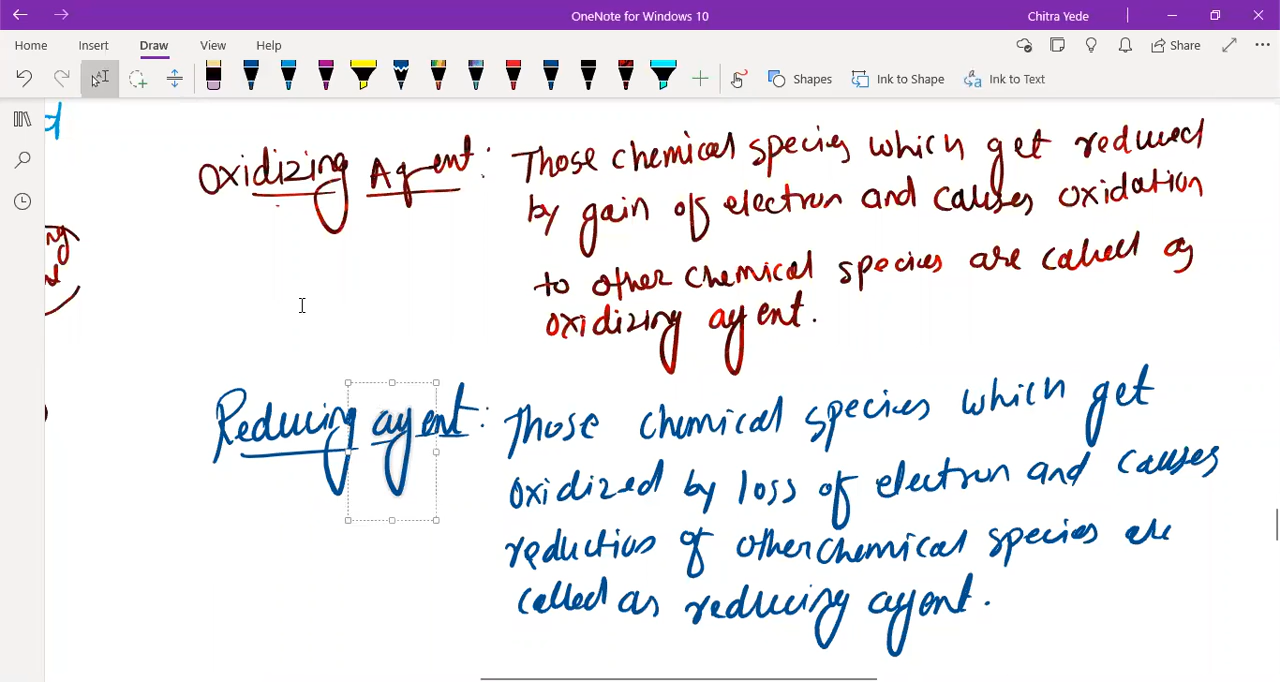 OneNote for Windows 10
Chitra Yede
Home Insert Draw View Help
Share
Shapes Ink to Shape Ink to Text
Oxidizing Agent : Those chemical species which get reduced
by gain of electron and causes oxidation
to other chemical species are called as
oxidizing agent.
Reducing agent : Those chemical species which get
oxidized by loss of electron and causes
reduction of other chemical species are
called as reducing agent.